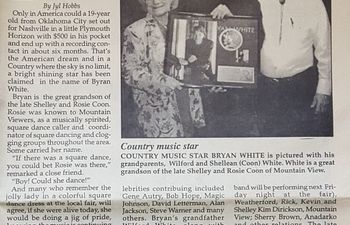 By Jyl Hobbs
Only in America could a 19-year
old from Oklahoma City set out
for Nashville in a little Plymouth
Horizon with $500 in his pocket
and end up with a recording con-
tact in about six months. That's
the American dream and in a
Country where the sky is no limit,
a bright shining star has been
claimed in the name of Byran
White.
Bryan is the great grandson of
the late Shelley and Rosie Coon.
Rosie was known to Mountain
Viewers, as a musically spirited,
square dance caller and coordi-
nator of square dancing and clog-
ging groups throughout the area.
Some carried her name.
"If there was a square dance,
you could bet Rosie was there,"
remarked a close friend.
"Boy! Could she dance!"
And many who remember the
jolly lady in a colorful square
dance dress at the local fair, will
agree, if she were alive today, she
would be doing a jig of pride,
BRYAN WHITE
Country music star
COUNTRY MUSIC STAR BRYAN WHITE is pictured with his
grandparents, Wilford and Shellean (Coon) White. White is a great
grandson of the late Shelley and Rosie Coon of Mountain View.
lebrities contributing included
Gene Autry, Bob Hope, Magic
Johnson, David Letterman, Alan
Jackson, Steve Warner and many
others. Bryan's grandfather
band will be performing next Fri-
day night at the fair).
Weatherford, Rick, Kevin and
Shelley Kim Dirickson, Mountain
View; Sherry Brown, Anadarko
and other relatives. The late